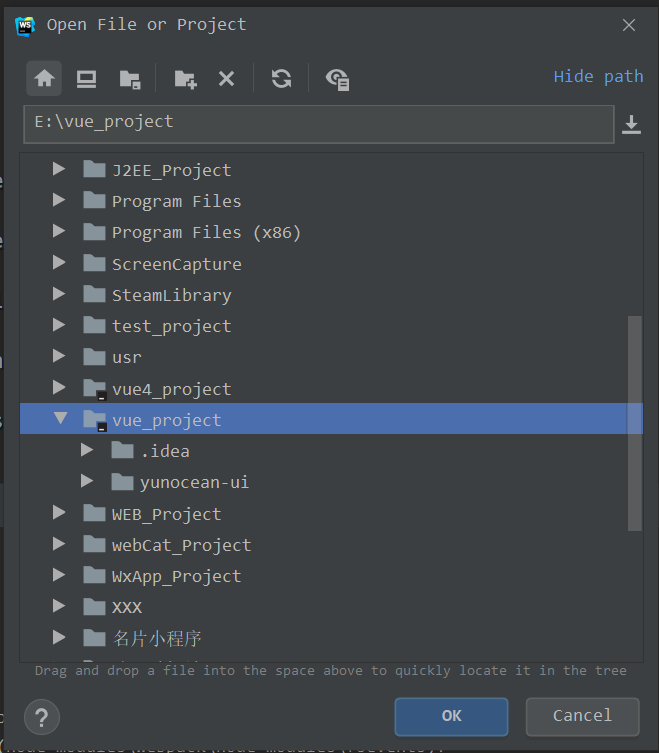 WS
Open File or Project
Hide path
E:\vue_project
J2EE_Project
Program Files
Program Files (x86)
ScreenCapture
SteamLibrary
test_project
usr
vue4_project
vue_project
.idea
yunocean-ui
WEB_Project
webCat_Project
WxApp_Project
XXX
名片小程序
Drag and drop a file into the space above to quickly locate it in the tree
?
OK
Cancel